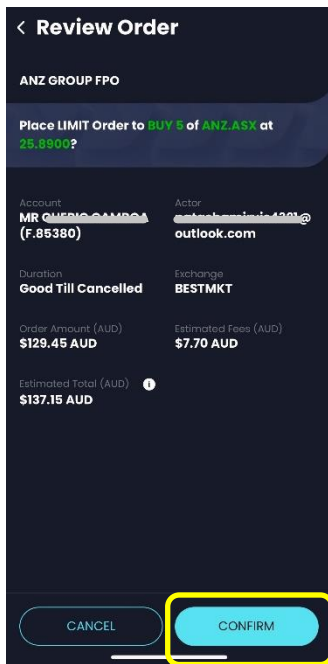 < Review Order
ANZ GROUP FPO
Place LIMIT Order to BUY 5 of ANZ.ASX at
25.8900?
Account
Actor
MR
@
(F.85380)
outlook.com
Duration
Exchange
Good Till Cancelled
BESTMKT
Order Amount (AUD)
Estimated Fees (AUD)
$129.45 AUD
$7.70 AUD
Estimated Total (AUD) i
$137.15 AUD
CANCEL
CONFIRM